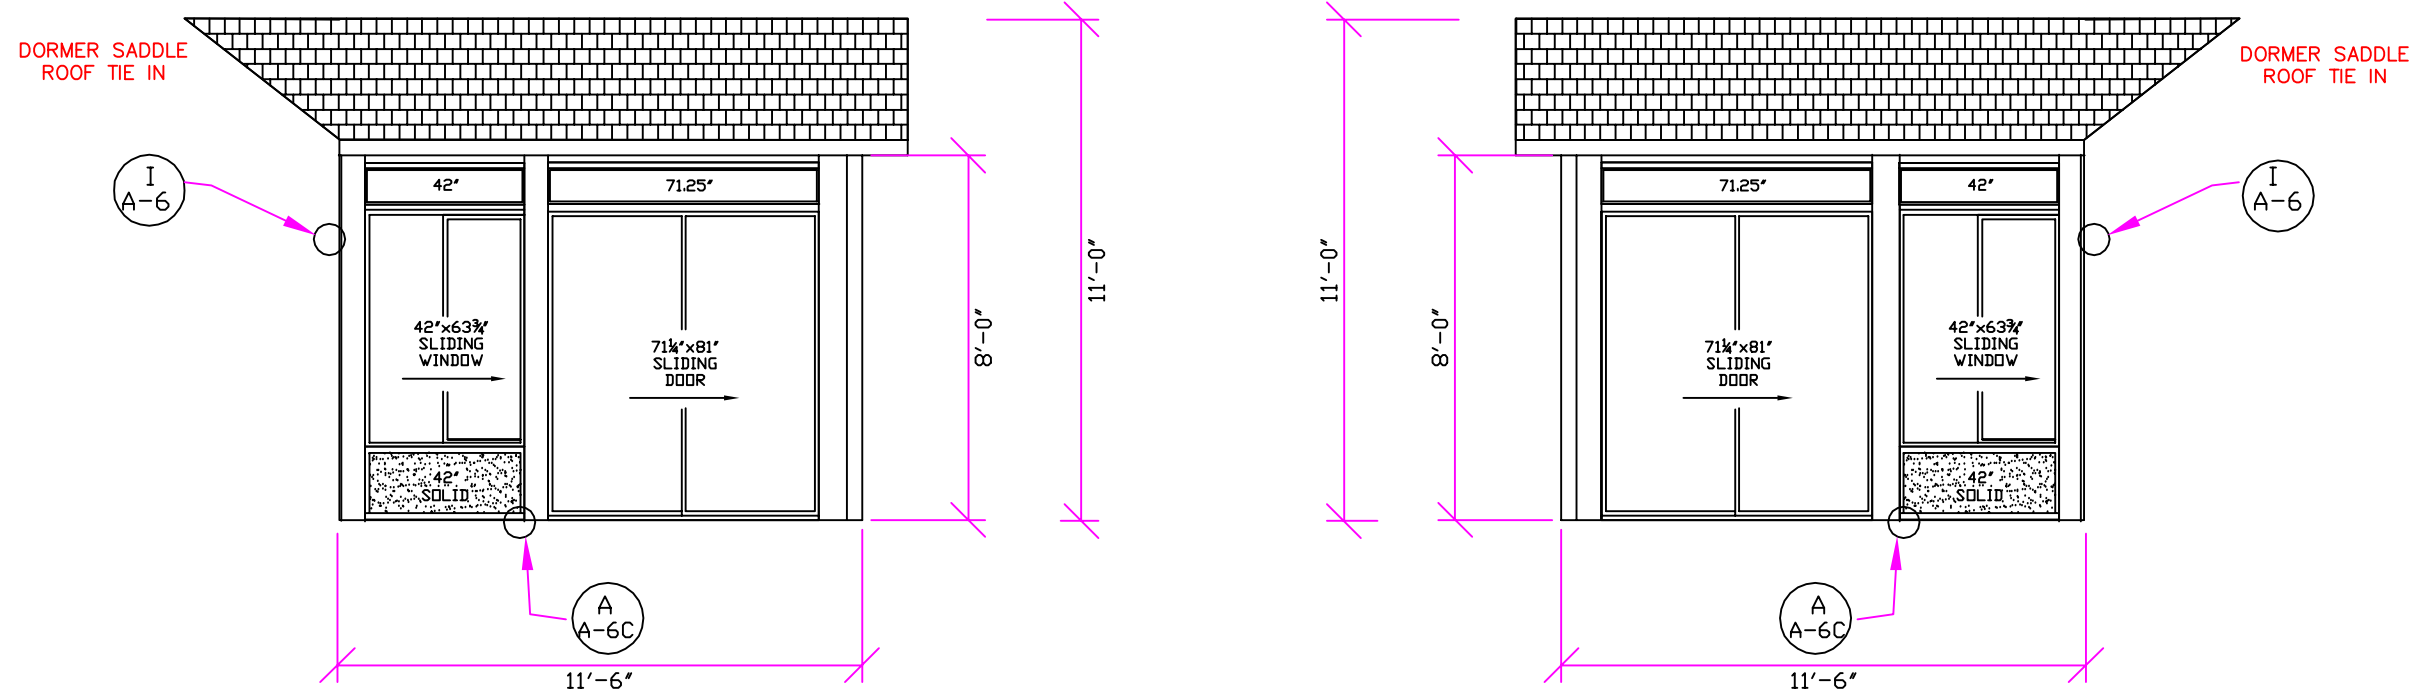 DORMER SADDLE
ROOF TIE IN
I
A-6
42"
71.25"
42"x63¾"
SLIDING
WINDOW
71¼"x81"
SLIDING
DOOR
42"
SOLID
A
A-6C
11'-6"
8'-0"
11'-0"
11'-0"
8'-0"
71.25"
42"
71¼"x81"
SLIDING
DOOR
42"x63¾"
SLIDING
WINDOW
42"
SOLID
A
A-6C
11'-6"
DORMER SADDLE
ROOF TIE IN
I
A-6